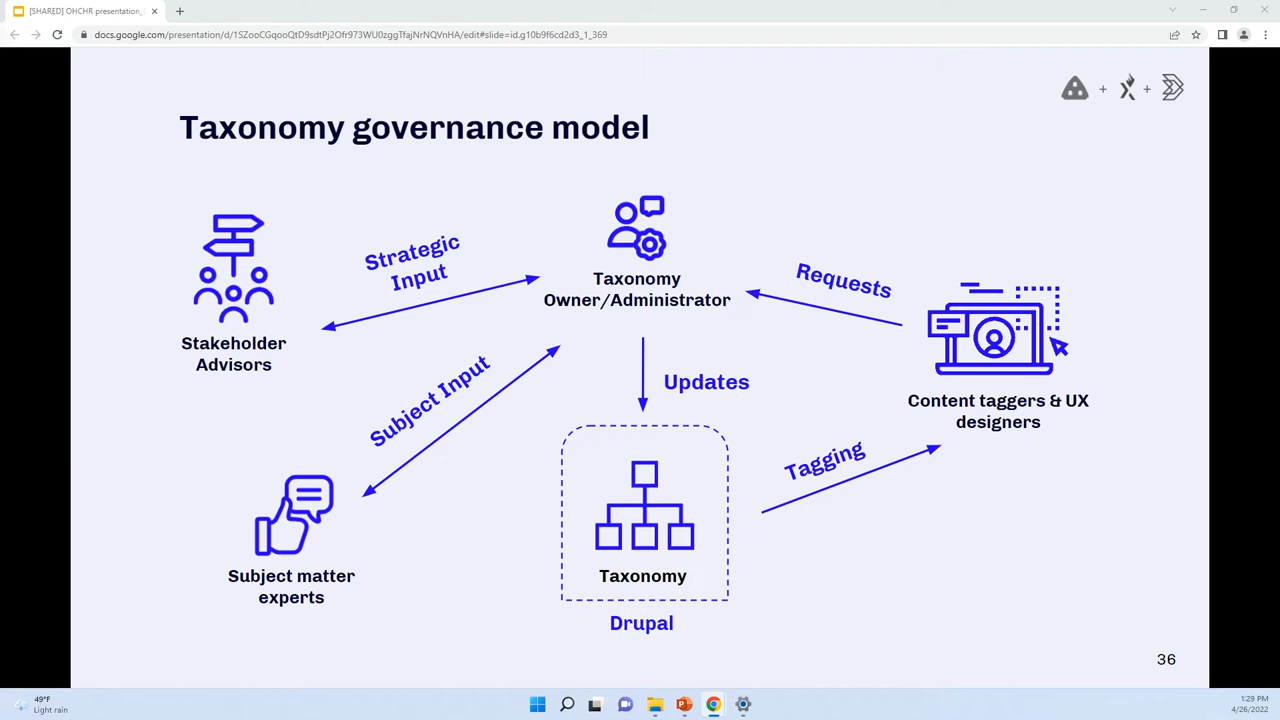 [SHARED] OHCHR presentation_
docs.google.com/presentation/d/1SZooCGqooQtD9sdtPj2Ofr973WU0zggTfajNrNQVnHA/edit#slide=id.g10b9f6cd2d3_1_369
+ +
Taxonomy governance model
Strategic
Input
Taxonomy
Owner/Administrator
Requests
Stakeholder
Advisors
Subject Input
Updates
Content taggers & UX
designers
Tagging
Subject matter
experts
Taxonomy
Drupal
36
49°F
Light rain
1:29 PM
4/26/2022